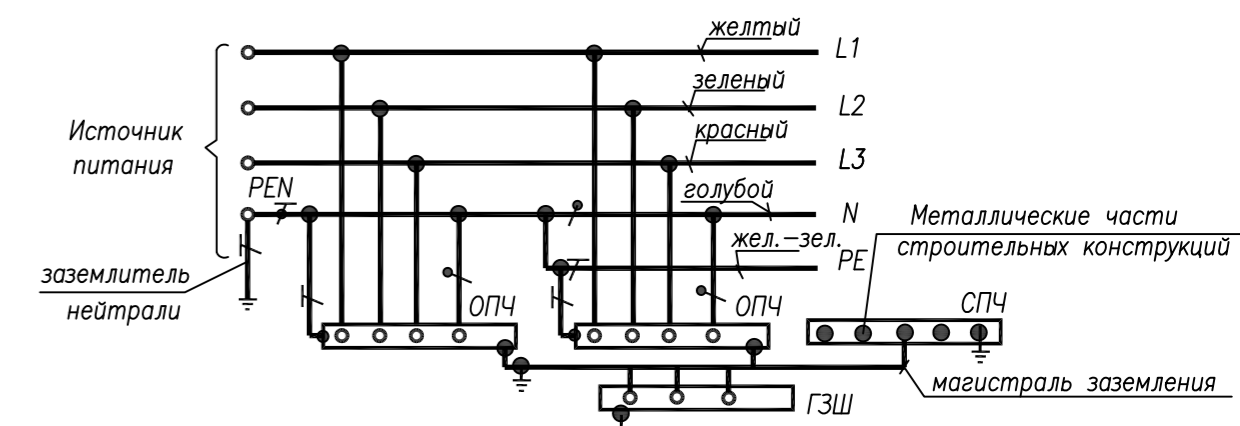 желтый
L1
зеленый
L2
Источник
питания
красный
L3
PEN
голубой
N
Металлические части
строительных конструкций
жел.-зел.
PE
заземлитель
нейтрали
ОПЧ
ОПЧ
СПЧ
магистраль заземления
ГЗШ